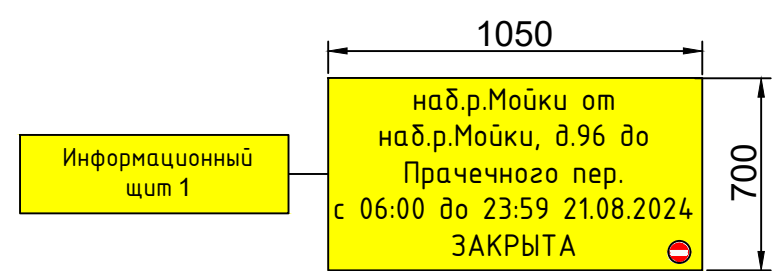 1050
наб.р.Мойки от
наб.р.Мойки, д.96 до
Прачечного пер.
с 06:00 до 23:59 21.08.2024
ЗАКРЫТА
Информационный
щит 1
700